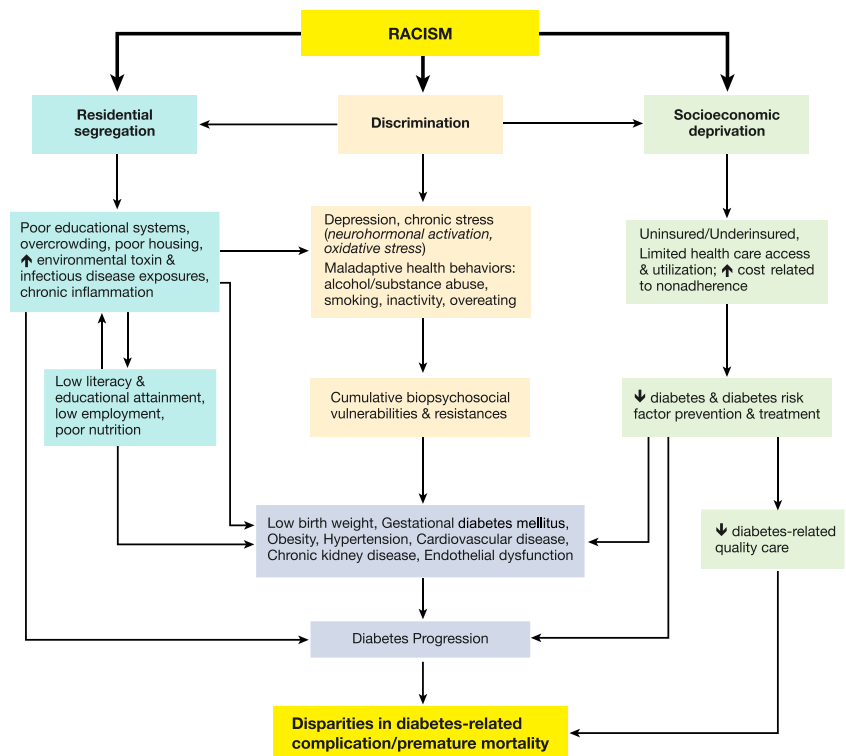 RACISM
Residential
segregation
Discrimination
Socioeconomic
deprivation
Poor educational systems,
overcrowding, poor housing,
↑ environmental toxin &
infectious disease exposures,
chronic inflammation
Depression, chronic stress
(neurohormonal activation,
oxidative stress)
Maladaptive health behaviors:
alcohol/substance abuse,
smoking, inactivity, overeating
Uninsured/Underinsured,
Limited health care access
& utilization; ↑ cost related
to nonadherence
Low literacy &
educational attainment,
low employment,
poor nutrition
Cumulative biopsychosocial
vulnerabilities & resistances
↓ diabetes & diabetes risk
factor prevention & treatment
Low birth weight, Gestational diabetes mellitus,
Obesity, Hypertension, Cardiovascular disease,
Chronic kidney disease, Endothelial dysfunction
↓ diabetes-related
quality care
Diabetes Progression
Disparities in diabetes-related
complication/premature mortality